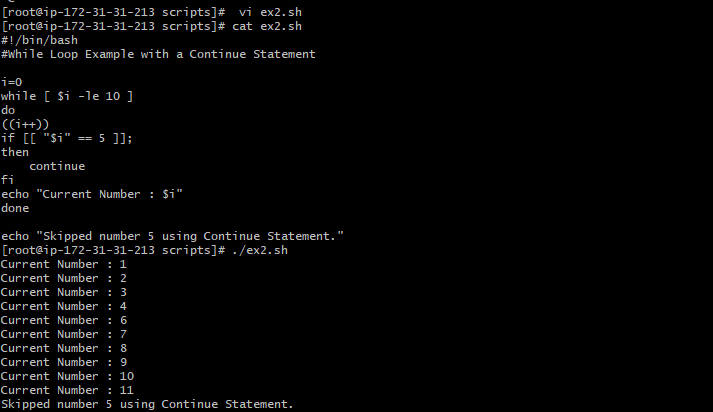 [root@ip-172-31-31-213 scripts]#  vi ex2.sh
[root@ip-172-31-31-213 scripts]# cat ex2.sh
#!/bin/bash
#While Loop Example with a Continue Statement

i=0
while [ $i -le 10 ]
do
((i++))
if [[ "$i" == 5 ]];
then
    continue
fi
echo "Current Number : $i"
done

echo "Skipped number 5 using Continue Statement."
[root@ip-172-31-31-213 scripts]# ./ex2.sh
Current Number : 1
Current Number : 2
Current Number : 3
Current Number : 4
Current Number : 6
Current Number : 7
Current Number : 8
Current Number : 9
Current Number : 10
Current Number : 11
Skipped number 5 using Continue Statement.